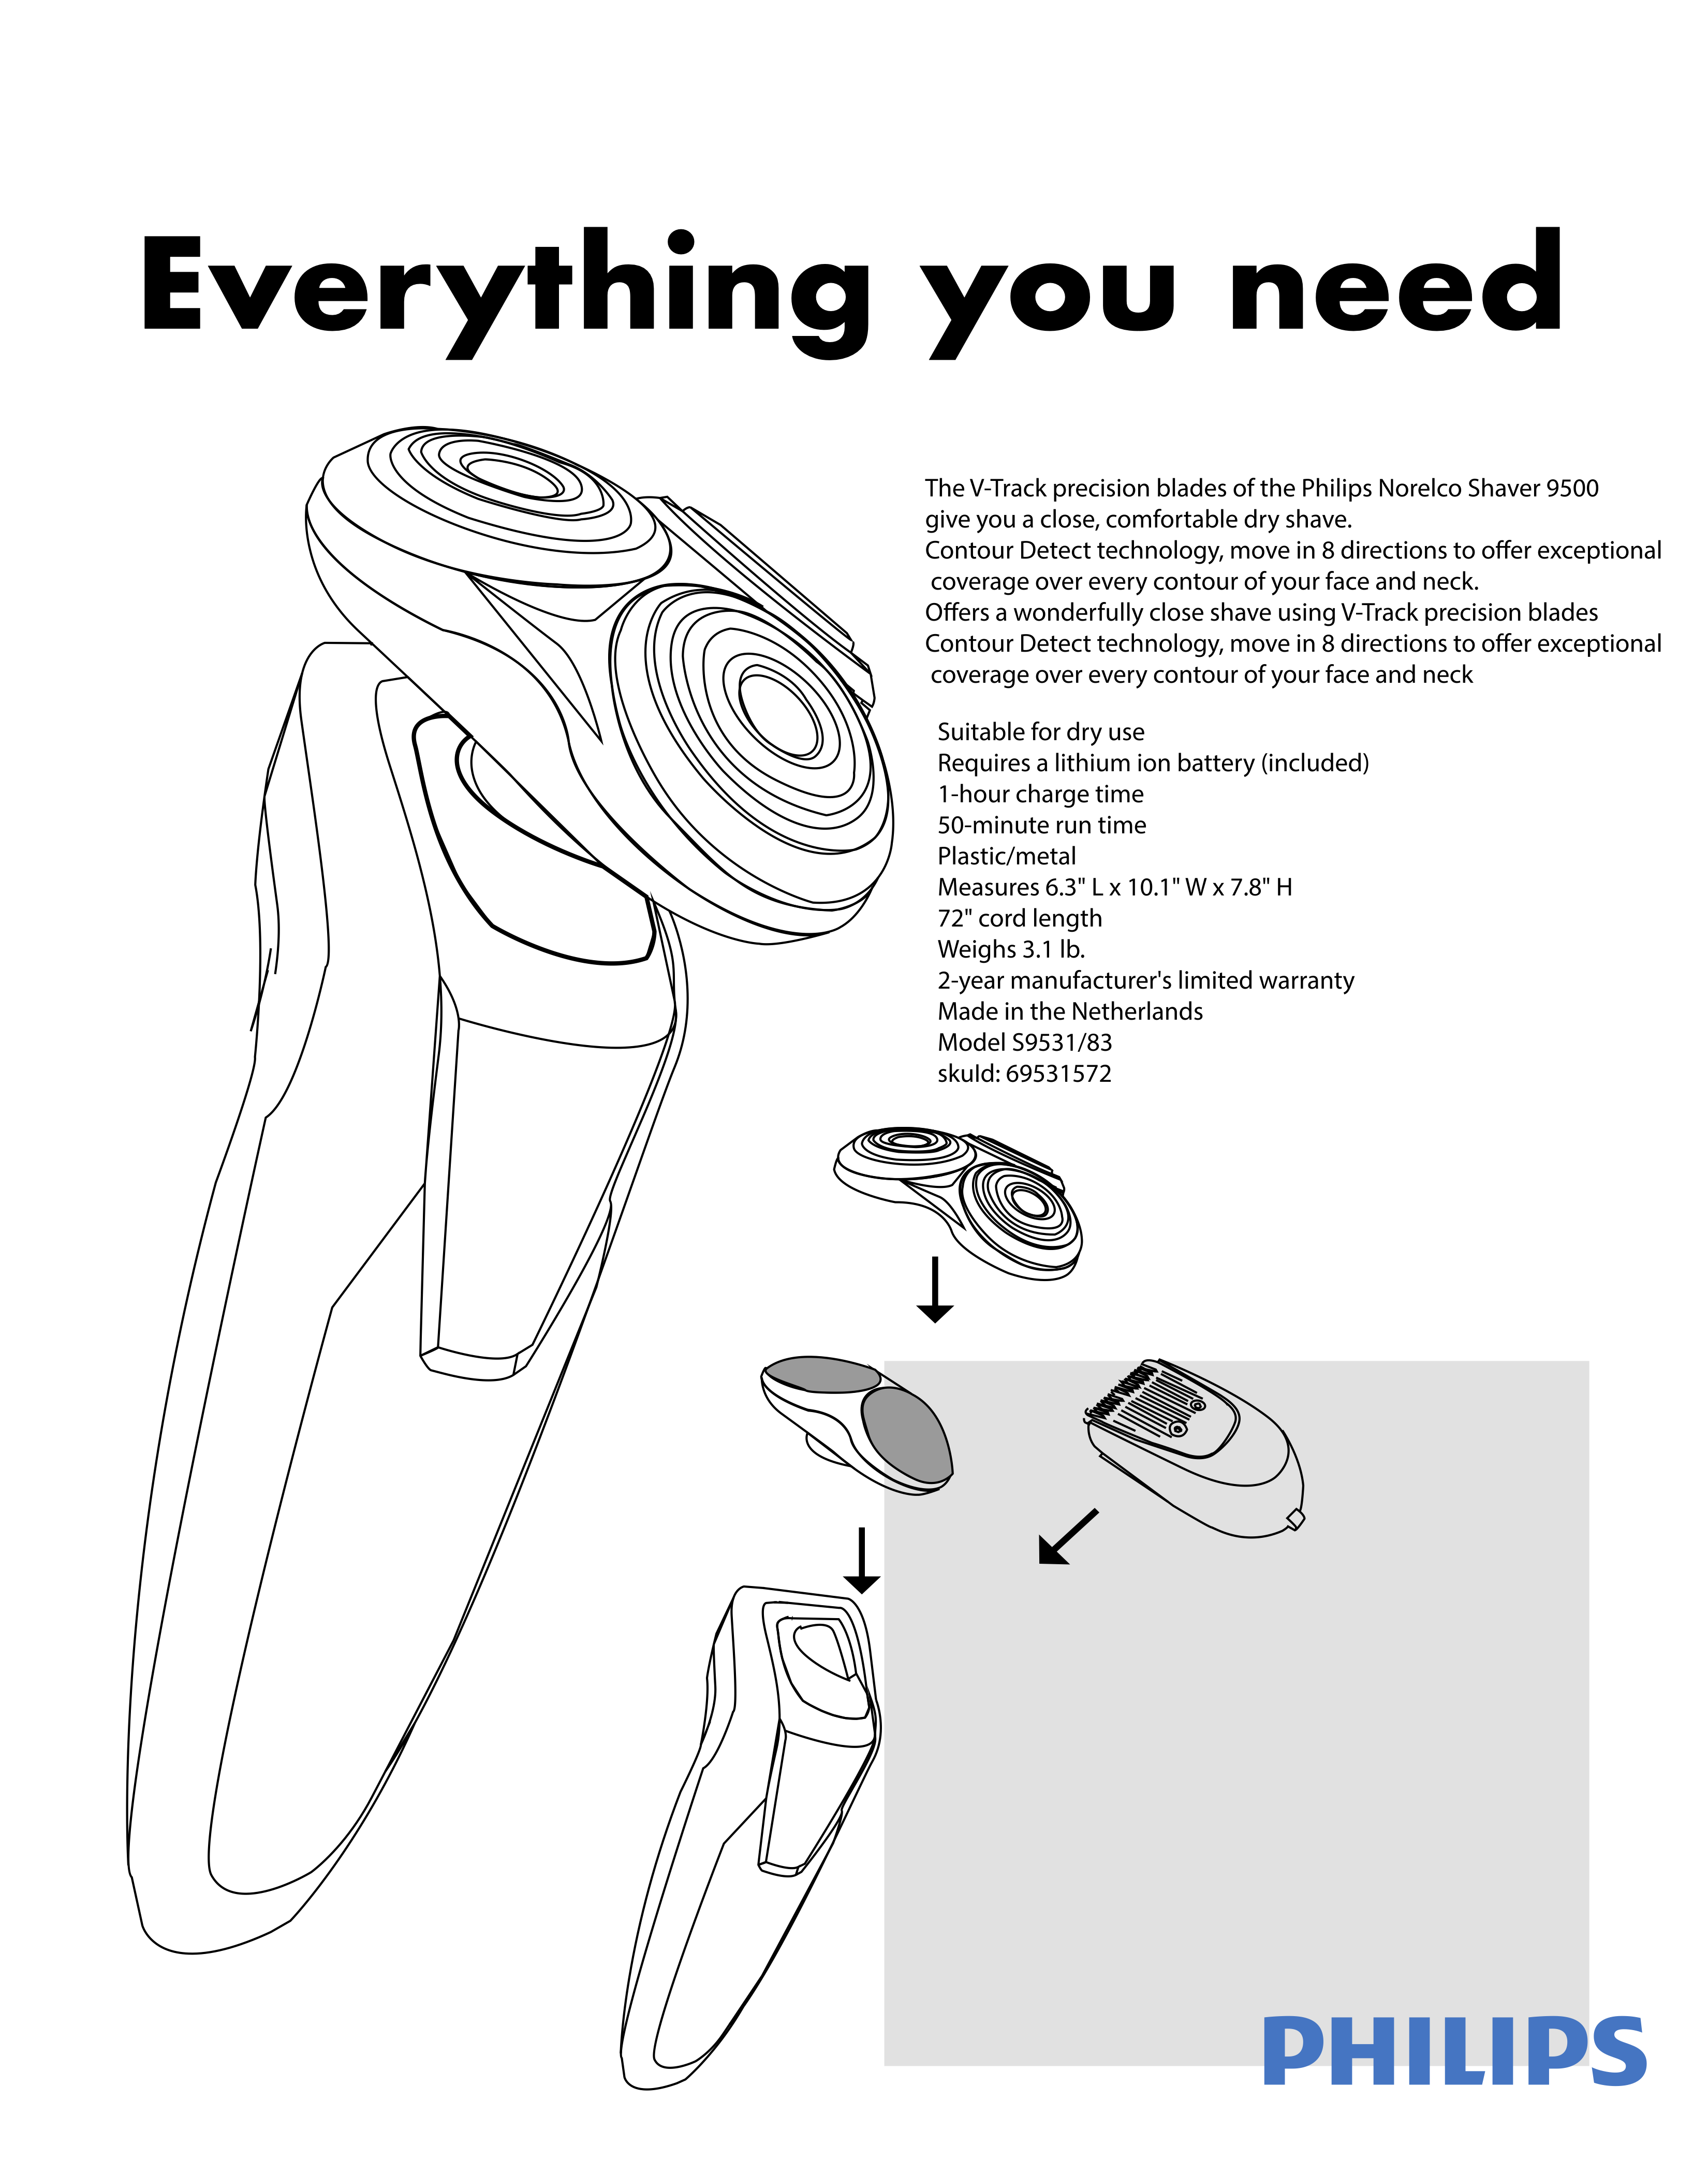 Everything you need
The V-Track precision blades of the Philips Norelco Shaver 9500
give you a close, comfortable dry shave.
Contour Detect technology, move in 8 directions to offer exceptional
coverage over every contour of your face and neck.
Offers a wonderfully close shave using V-Track precision blades
Contour Detect technology, move in 8 directions to offer exceptional
coverage over every contour of your face and neck
Suitable for dry use
Requires a lithium ion battery (included)
1-hour charge time
50-minute run time
Plastic/metal
Measures 6.3" L x 10.1" W x 7.8" H
72" cord length
Weighs 3.1 lb.
2-year manufacturer's limited warranty
Made in the Netherlands
Model S9531/83
skuId: 69531572
PHILIPS